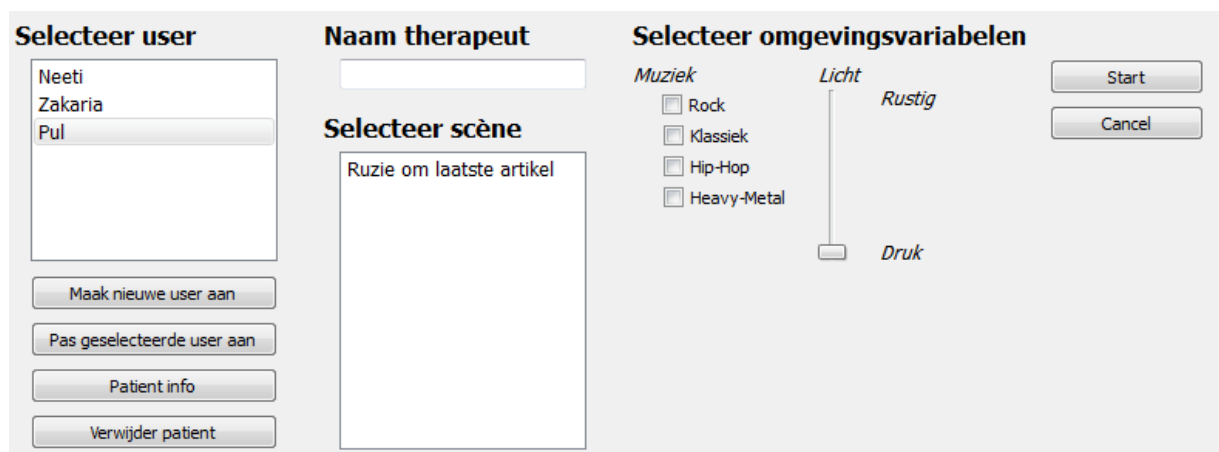 Selecteer user
Neeti
Zakaria
Pul
Maak nieuwe user aan
Pas geselecteerde user aan
Patient info
Verwijder patient
Naam therapeut
Selecteer scène
Ruzie om laatste artikel
Selecteer omgevingsvariabelen
Muziek
Rock
Klassiek
Hip-Hop
Heavy-Metal
Licht
Rustig
Druk
Start
Cancel